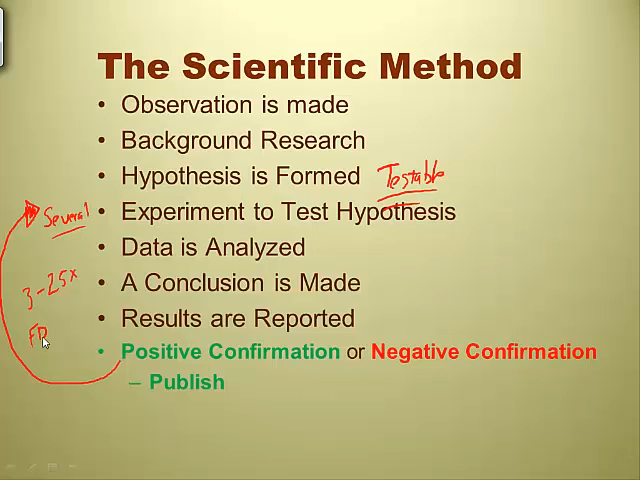 The Scientific Method
• Observation is made
• Background Research
• Hypothesis is Formed Testable
Several • Experiment to Test Hypothesis
• Data is Analyzed
3-25x • A Conclusion is Made
• Results are Reported
• Positive Confirmation or Negative Confirmation
– Publish